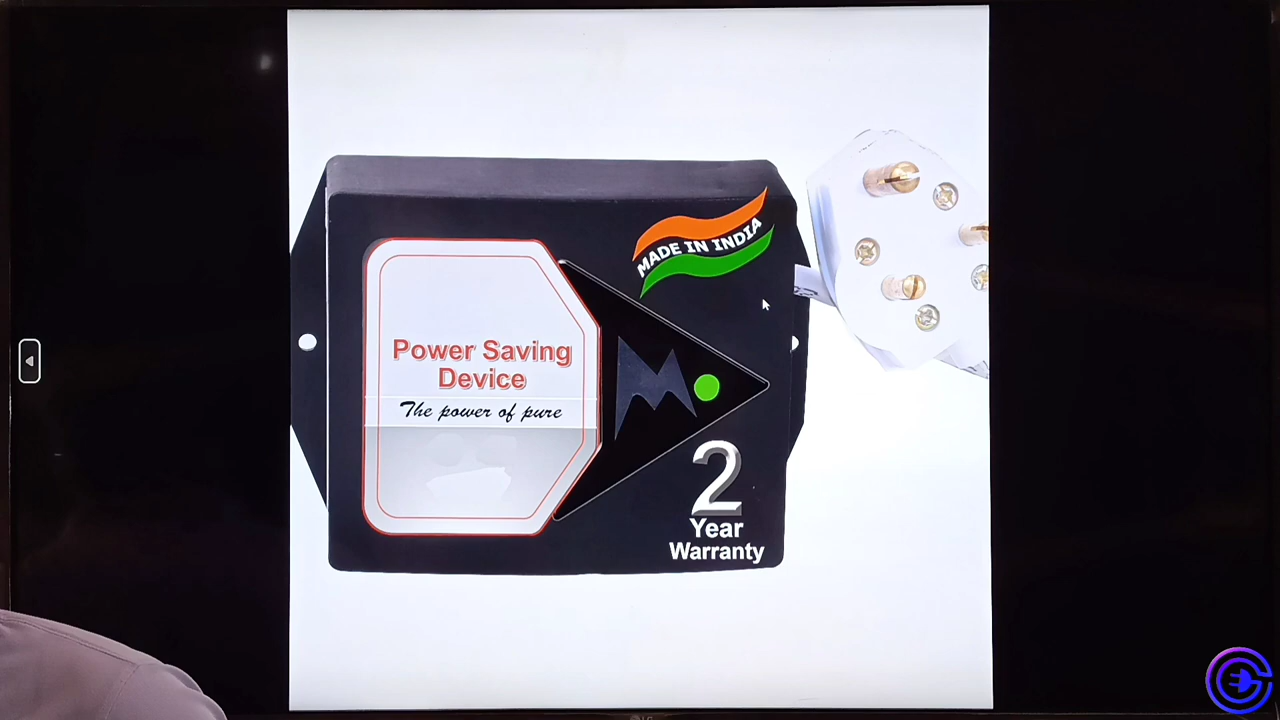 MADE IN INDIA
Power Saving
Device
The power of pure
2
Year
Warranty